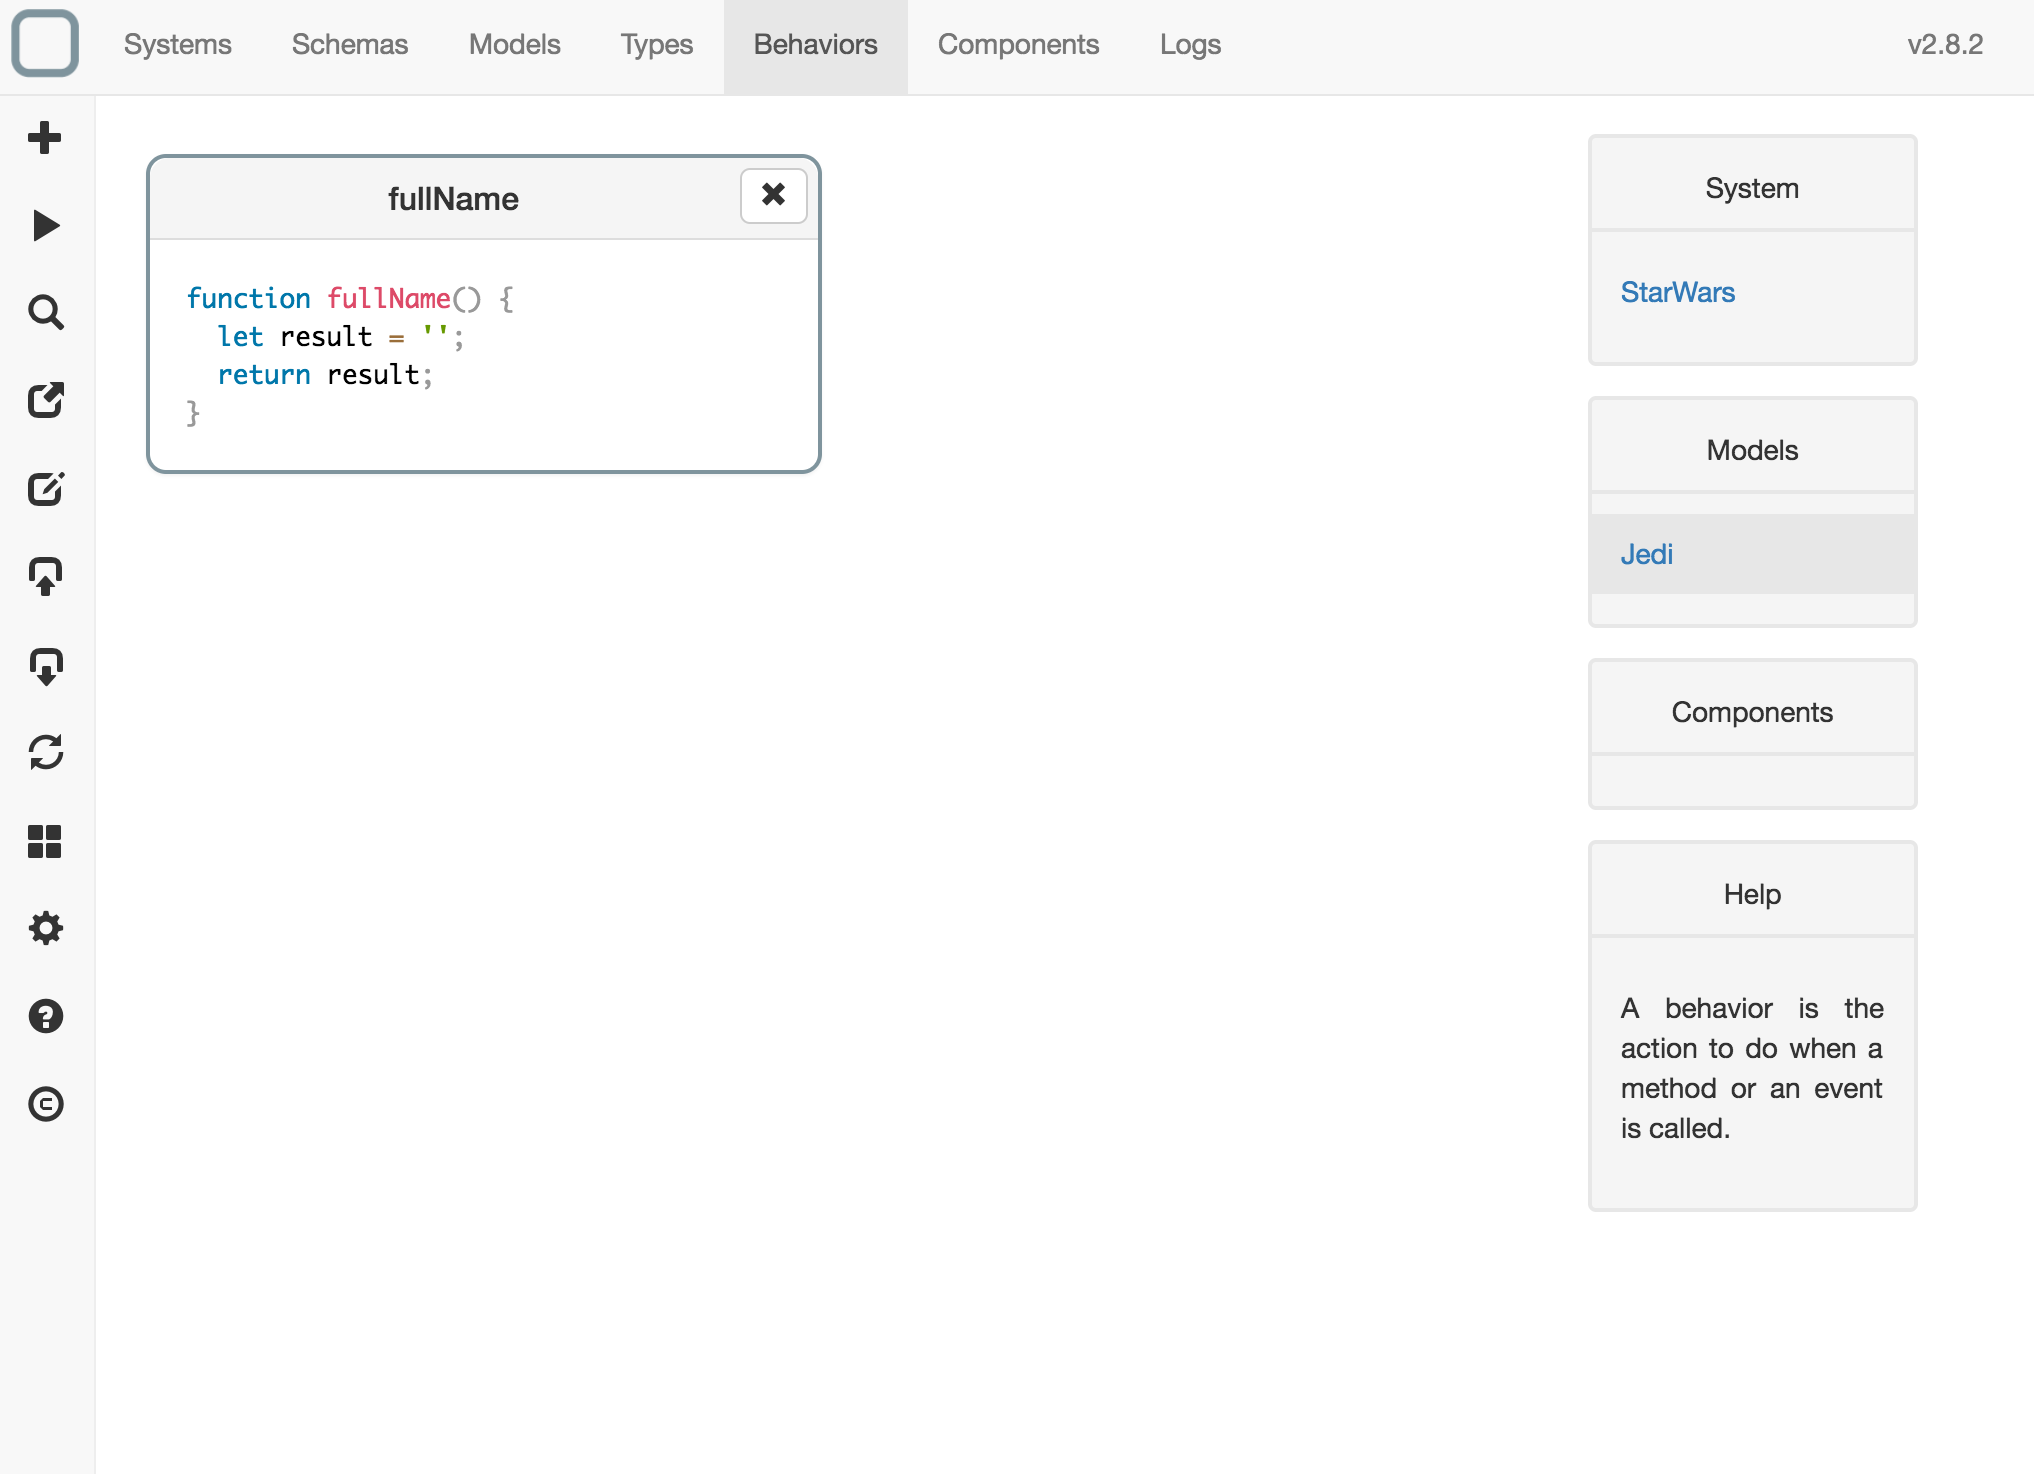 Systems Schemas Models Types Behaviors Components Logs v2.8.2
fullName
function fullName() {
  let result = '';
  return result;
}
System
StarWars
Models
Jedi
Components
Help
A behavior is the
action to do when a
method or an event
is called.